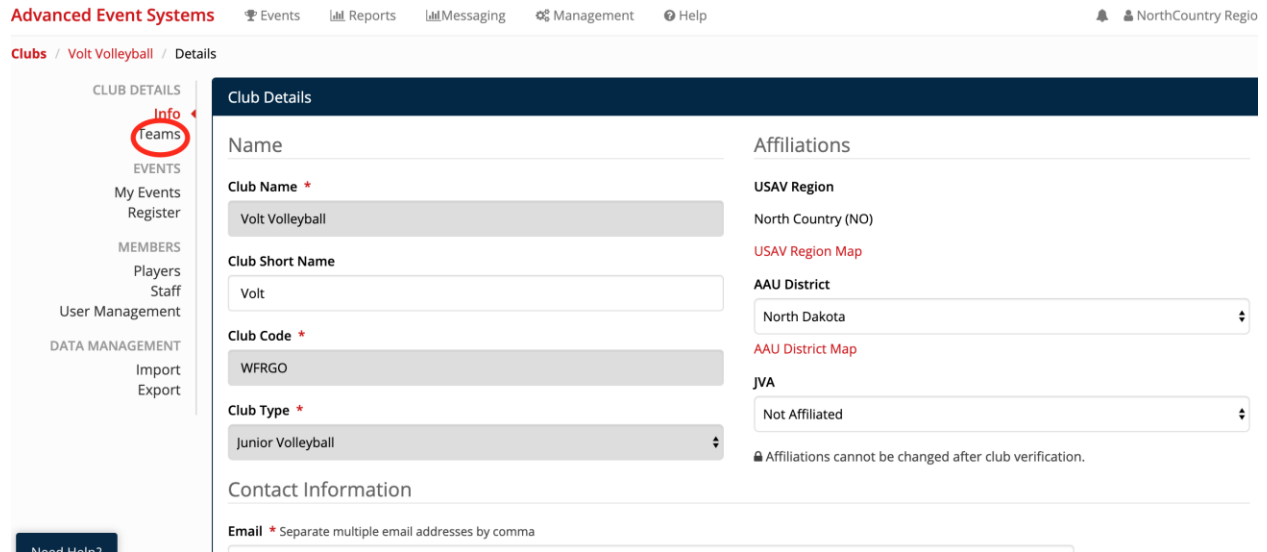 Advanced Event Systems Events Reports Messaging Management Help NorthCountry Regio
Clubs / Volt Volleyball / Details
CLUB DETAILS
Info
Teams
EVENTS
My Events
Register
MEMBERS
Players
Staff
User Management
DATA MANAGEMENT
Import
Export
Club Details
Name
Club Name *
Volt Volleyball
Club Short Name
Volt
Club Code *
WFRGO
Club Type *
Junior Volleyball
Affiliations
USAV Region
North Country (NO)
USAV Region Map
AAU District
North Dakota
AAU District Map
JVA
Not Affiliated
Affiliations cannot be changed after club verification.
Contact Information
Email * Separate multiple email addresses by comma
Need Help?